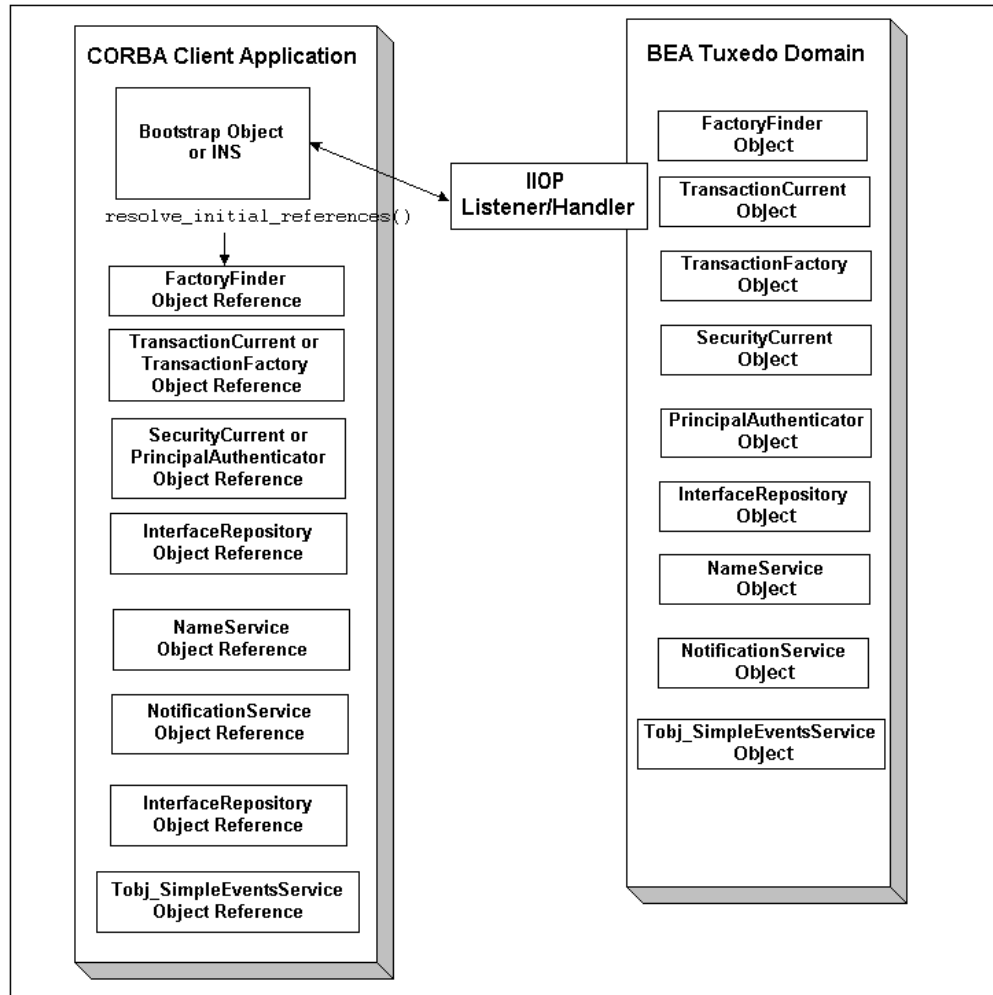 CORBA Client Application
Bootstrap Object
or INS
resolve_initial_references()
FactoryFinder
Object Reference
TransactionCurrent or
TransactionFactory
Object Reference
SecurityCurrent or
PrincipalAuthenticator
Object Reference
InterfaceRepository
Object Reference
NameService
Object Reference
NotificationService
Object Reference
InterfaceRepository
Object Reference
Tobj_SimpleEventsService
Object Reference
IIOP
Listener/Handler
BEA Tuxedo Domain
FactoryFinder
Object
TransactionCurrent
Object
TransactionFactory
Object
SecurityCurrent
Object
PrincipalAuthenticator
Object
InterfaceRepository
Object
NameService
Object
NotificationService
Object
Tobj_SimpleEventsService
Object